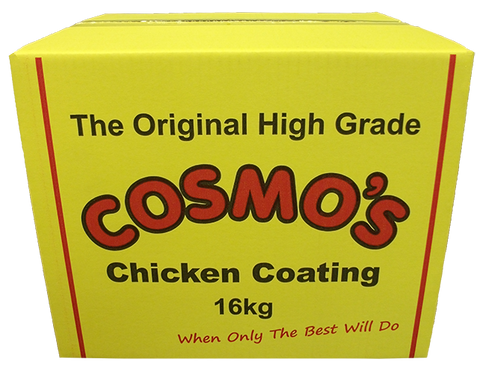 The Original High Grade
COSMO'S
Chicken Coating
16kg
When Only The Best Will Do